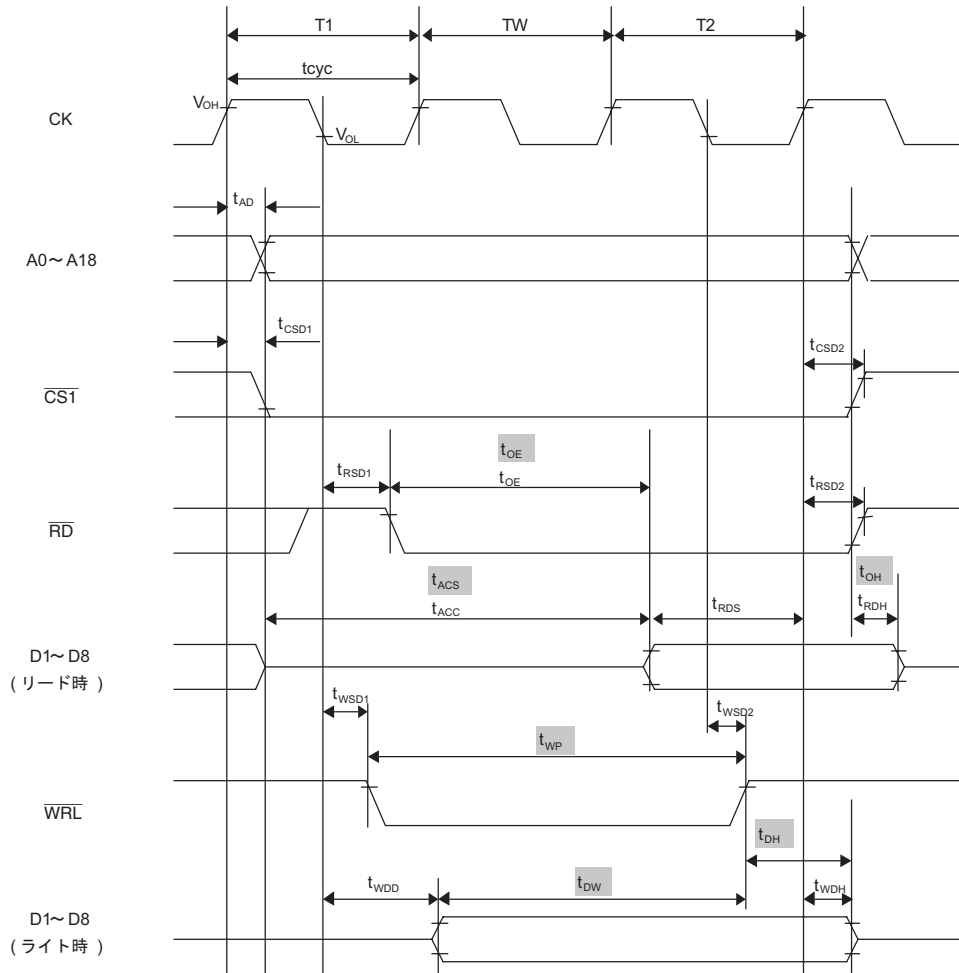 T1 TW T2
tcyc
CK
VOH
VOL
tAD
A0～A18
tCSD1
tCSD2
CS1
tOE
tRSD1
tOE
tRSD2
RD
tACS
tOH
tACC
tRDS
tRDH
D1～D8
(リード時)
tWSD1
tWSD2
tWP
WRL
tDH
tWDD
tDW
tWDH
D1～D8
(ライト時)